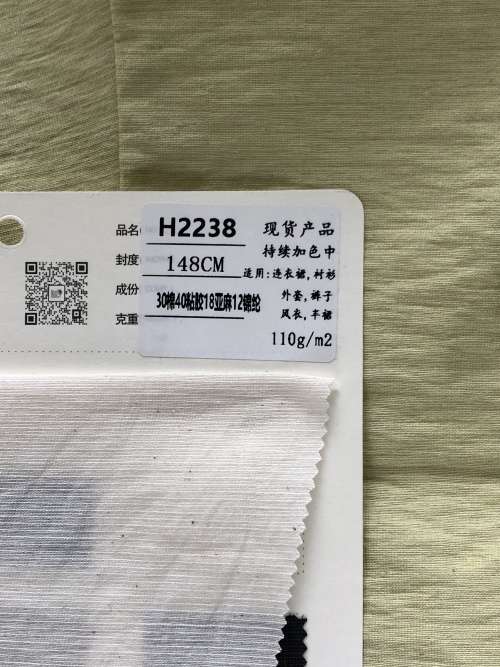 品名 H2238 现货产品
持续加色中
封度 148CM
适用:连衣裙,衬衫
成份 30棉40粘胶18亚麻12锦纶
外套,裤子
风衣,半裙
克重 110g/m2